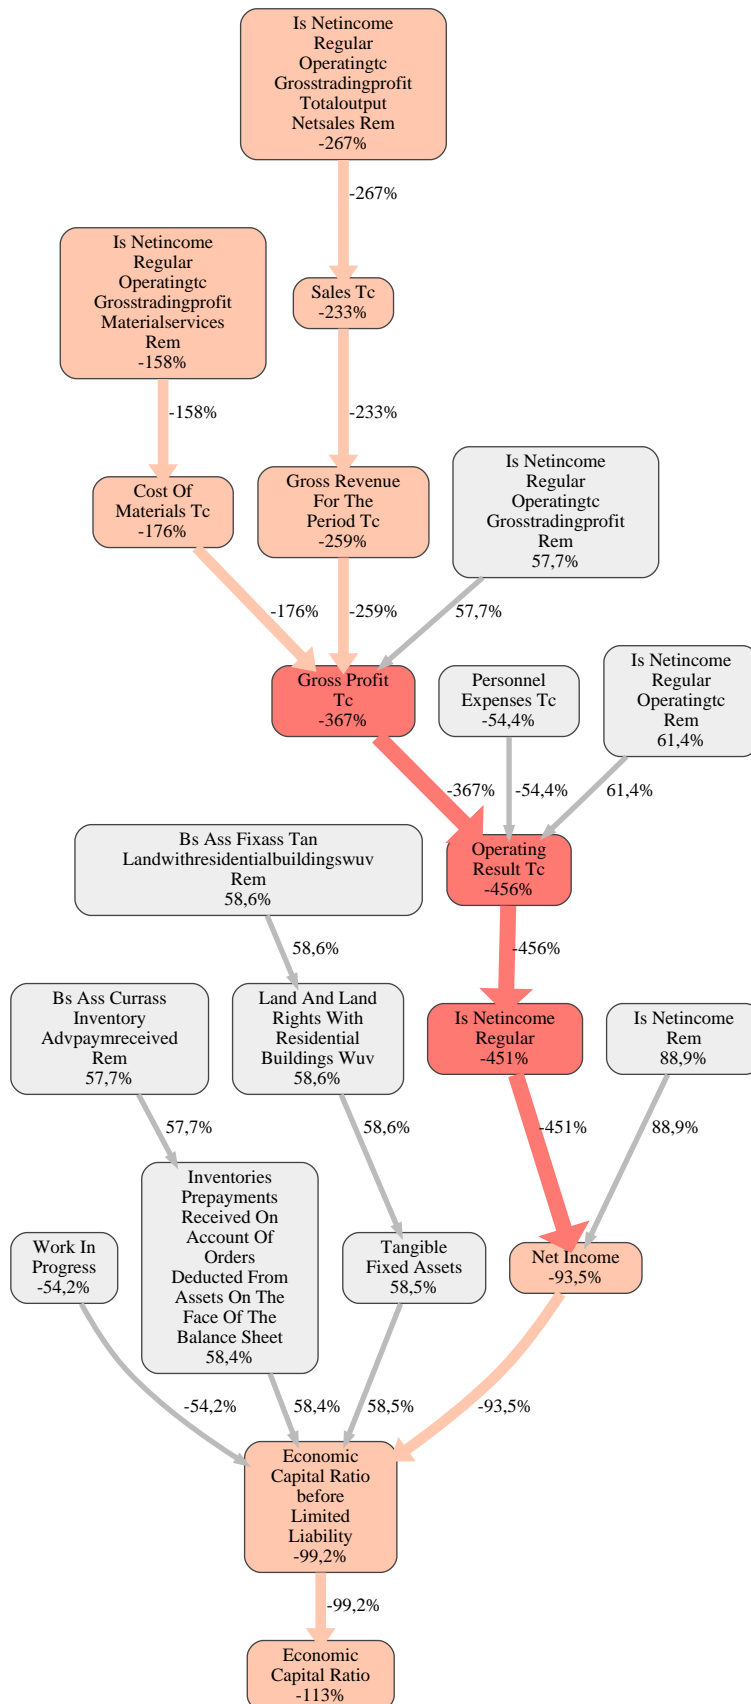 Is Netincome
Regular
Operatingtc
Grosstradingprofit
Totaloutput
Netsales Rem
-267%
-267%
Is Netincome
Regular
Operatingtc
Grosstradingprofit
Materialservices
Rem
-158%
Sales Tc
-233%
-158%
-233%
Cost Of
Materials Tc
-176%
Gross Revenue
For The
Period Tc
-259%
Is Netincome
Regular
Operatingtc
Grosstradingprofit
Rem
57,7%
-176%
-259%
57,7%
Gross Profit
Tc
-367%
Personnel
Expenses Tc
-54,4%
Is Netincome
Regular
Operatingtc
Rem
61,4%
-367%
-54,4%
61,4%
Bs Ass Fixass Tan
Landwithresidentialbuildingswuv
Rem
58,6%
Operating
Result Tc
-456%
58,6%
-456%
Bs Ass Currass
Inventory
Advpaymreceived
Rem
57,7%
Land And Land
Rights With
Residential
Buildings Wuv
58,6%
Is Netincome
Regular
-451%
Is Netincome
Rem
88,9%
57,7%
58,6%
-451%
88,9%
Work In
Progress
-54,2%
Inventories
Prepayments
Received On
Account Of
Orders
Deducted From
Assets On The
Face Of The
Balance Sheet
58,4%
Tangible
Fixed Assets
58,5%
Net Income
-93,5%
-54,2%
58,4%
58,5%
-93,5%
Economic
Capital Ratio
before
Limited
Liability
-99,2%
-99,2%
Economic
Capital Ratio
-113%